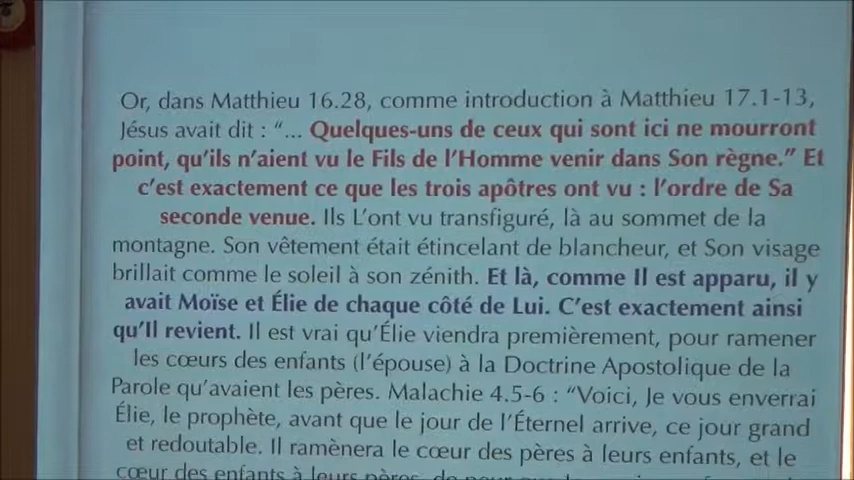 Or, dans Matthieu 16.28, comme introduction à Matthieu 17.1-13,
Jésus avait dit : “... Quelques-uns de ceux qui sont ici ne mourront
point, qu’ils n’aient vu le Fils de l’Homme venir dans Son règne.” Et
c’est exactement ce que les trois apôtres ont vu : l’ordre de Sa
seconde venue. Ils L’ont vu transfiguré, là au sommet de la
montagne. Son vêtement était étincelant de blancheur, et Son visage
brillait comme le soleil à son zénith. Et là, comme Il est apparu, il y
avait Moïse et Élie de chaque côté de Lui. C’est exactement ainsi
qu’Il revient. Il est vrai qu’Élie viendra premièrement, pour ramener
les cœurs des enfants (l’épouse) à la Doctrine Apostolique de la
Parole qu’avaient les pères. Malachie 4.5-6 : “Voici, Je vous enverrai
Élie, le prophète, avant que le jour de l’Éternel arrive, ce jour grand
et redoutable. Il ramènera le cœur des pères à leurs enfants, et le
cœur des enfants à leurs pères, de peur que